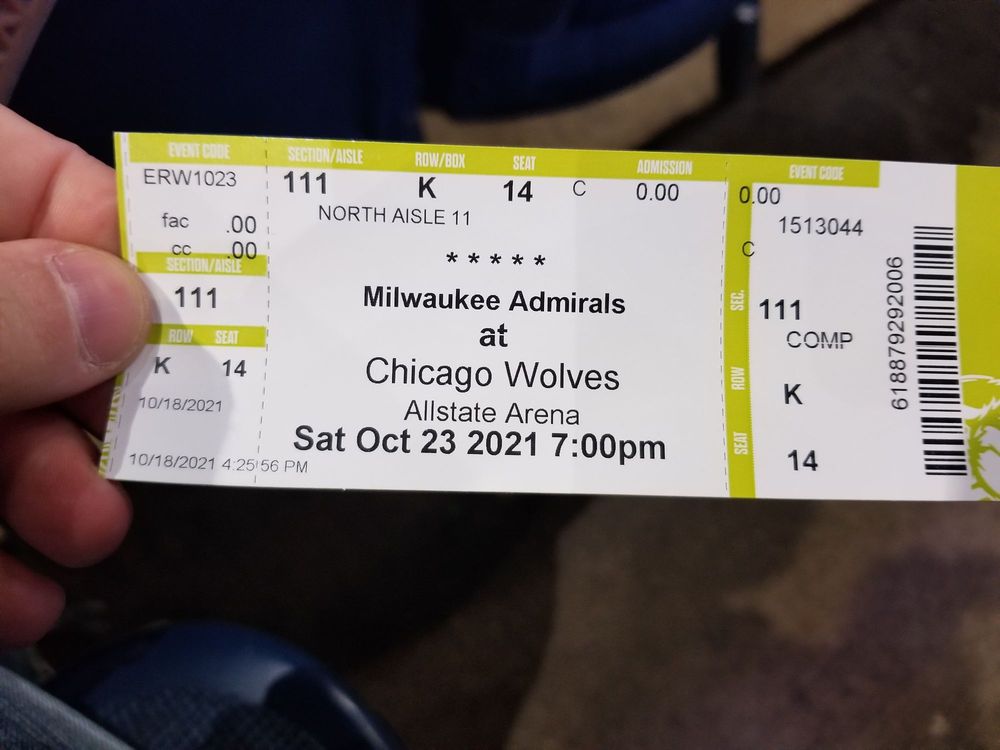 EVENT CODE
ERW1023
fac .00
cc .00
SECTION/AISLE
111
ROW SEAT
K 14
10/18/2021
10/18/2021 4:25:56 PM
SECTION/AISLE ROW/BOX SEAT ADMISSION
111 K 14 C 0.00
NORTH AISLE 11
*****
Milwaukee Admirals
at
Chicago Wolves
Allstate Arena
Sat Oct 23 2021 7:00pm
EVENT CODE
0.00
1513044
C
SEC. 111
COMP
ROW K
SEAT 14
618879292006